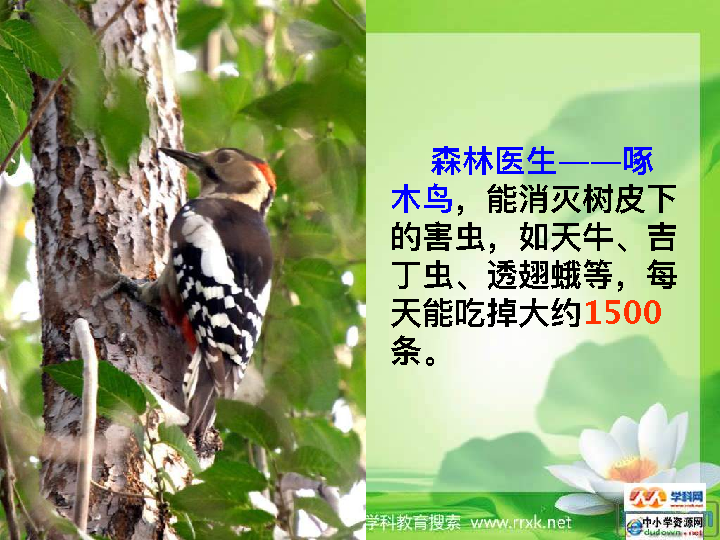 森林医生——啄
木鸟，能消灭树皮下
的害虫，如天牛、吉
丁虫、透翅蛾等，每
天能吃掉大约1500
条。
学科教育搜索 www.rrxk.net
学科网
中小学资源网